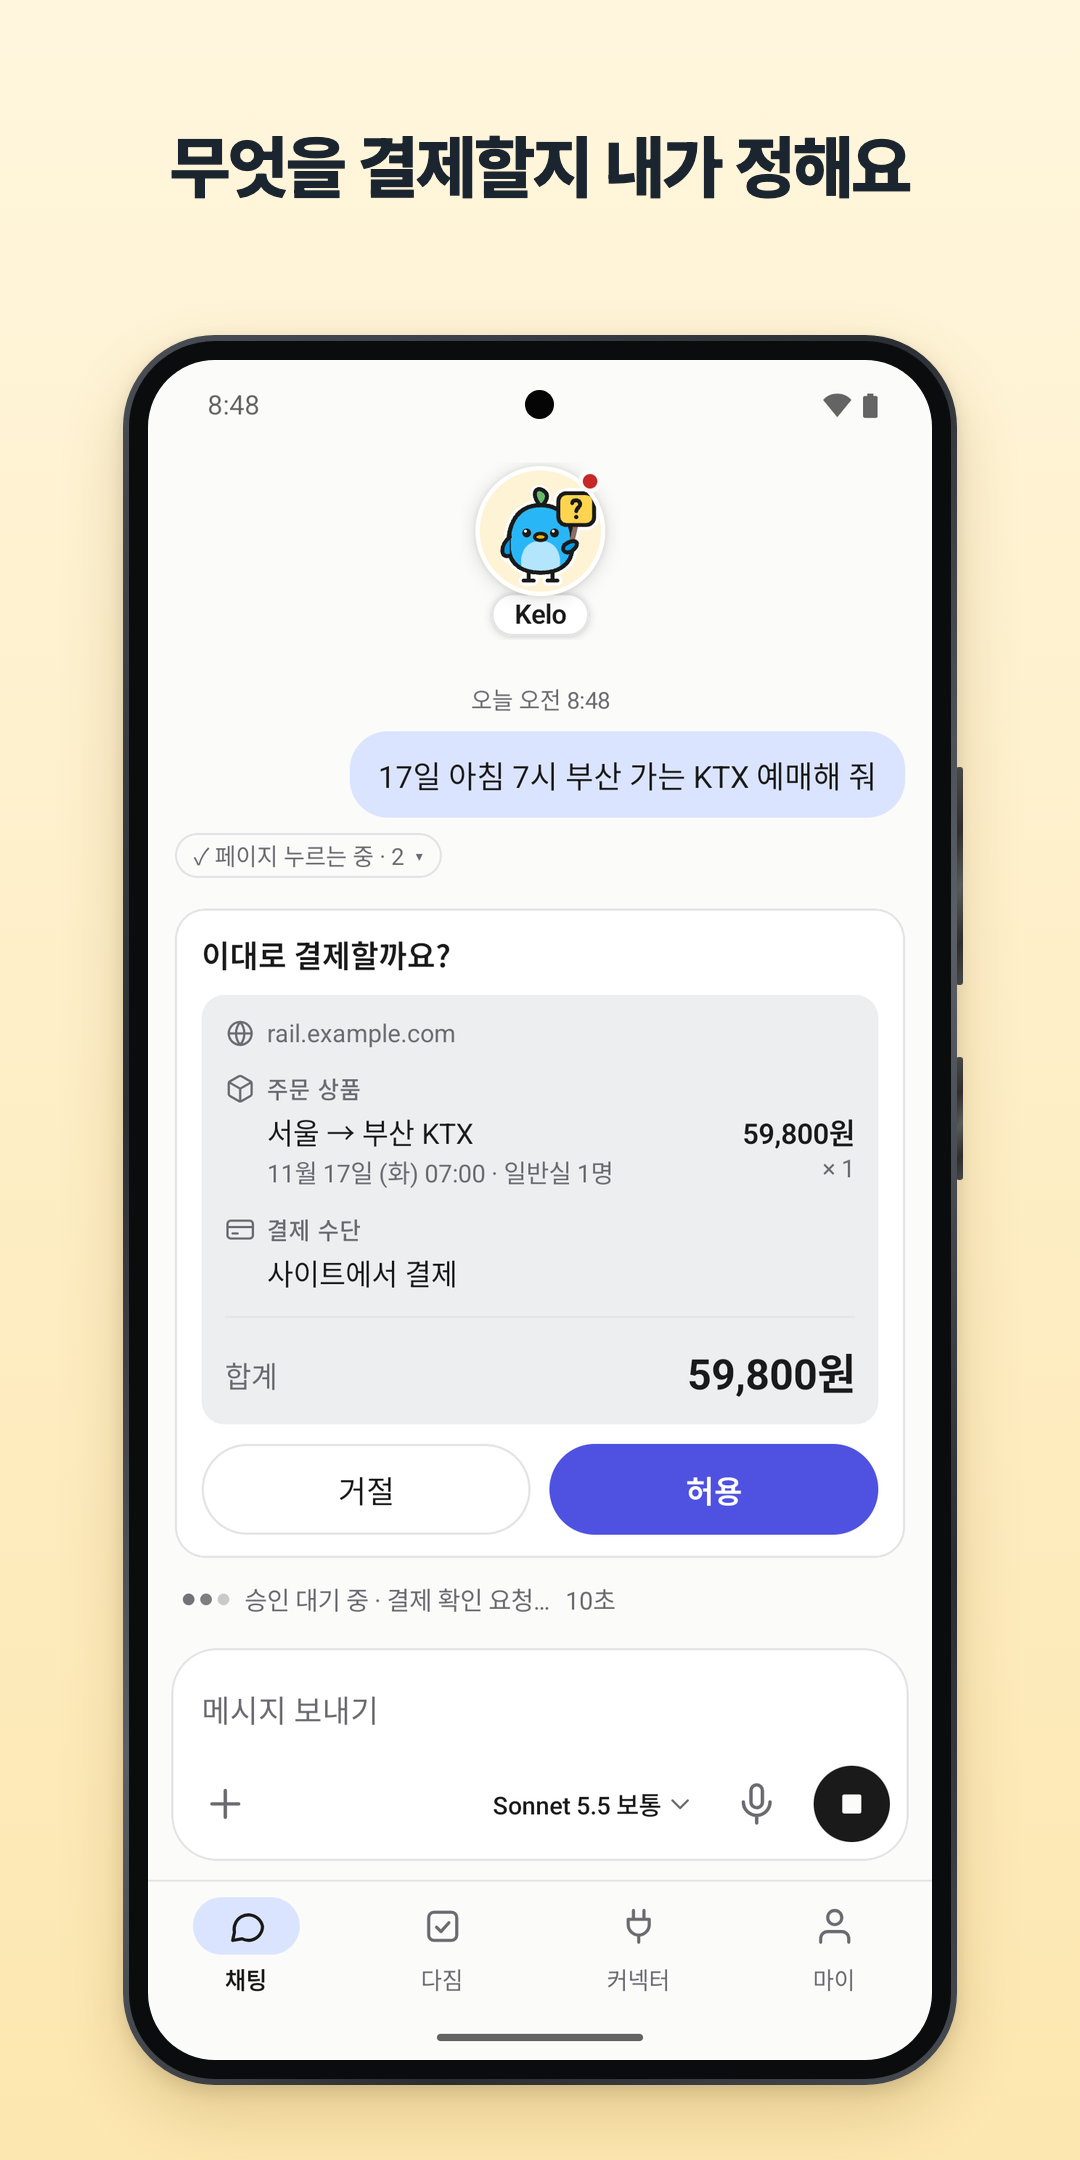 무엇을 결제할지 내가 정해요
8:48
?
Kelo
오늘 오전 8:48
17일 아침 7시 부산 가는 KTX 예매해 줘
✓ 페이지 누르는 중 · 2 ▾
이대로 결제할까요?
rail.example.com
주문 상품
서울 → 부산 KTX 59,800원
11월 17일 (화) 07:00 · 일반실 1명 × 1
결제 수단
사이트에서 결제
합계 59,800원
거절 허용
승인 대기 중 · 결제 확인 요청... 10초
메시지 보내기
Sonnet 5.5 보통
채팅 다짐 커넥터 마이